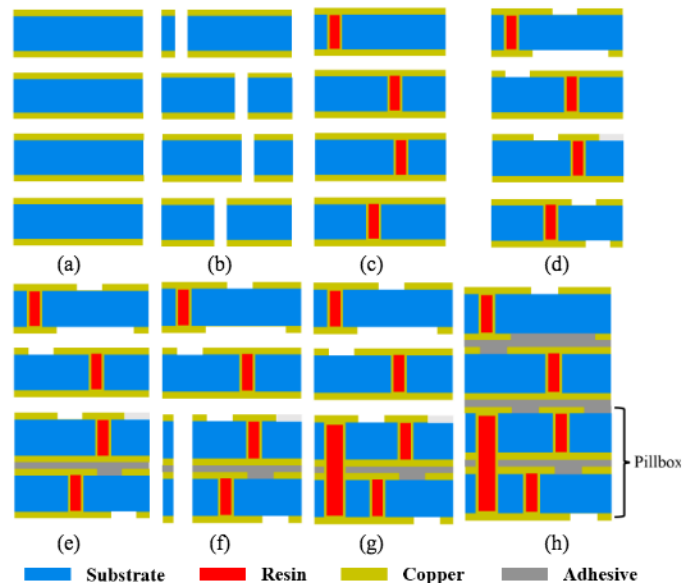 (a) (b) (c) (d)
Pillbox
(e) (f) (g) (h)
Substrate Resin Copper Adhesive